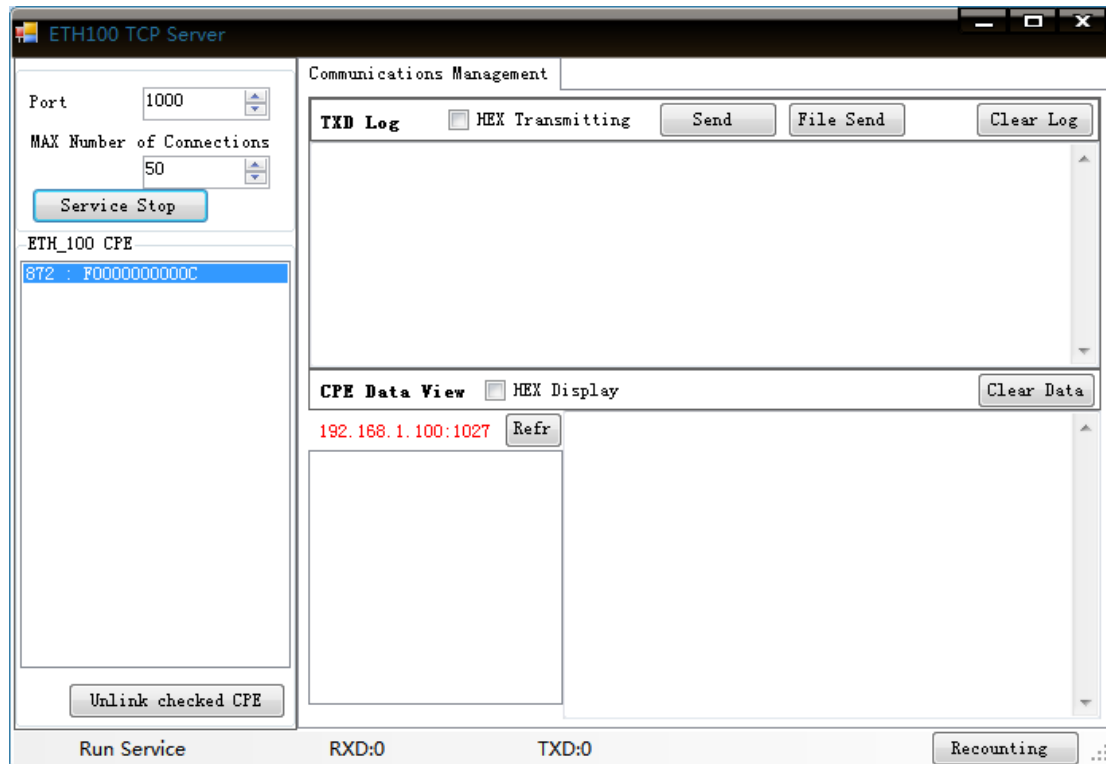 ETH100 TCP Server
Port 1000
MAX Number of Connections
50
Service Stop
ETH_100 CPE
872 : F0000000000C
Unlink checked CPE
Communications Management
TXD Log HEX Transmitting Send File Send Clear Log
CPE Data View HEX Display Clear Data
192.168.1.100:1027 Refr
Run Service RXD:0 TXD:0 Recounting